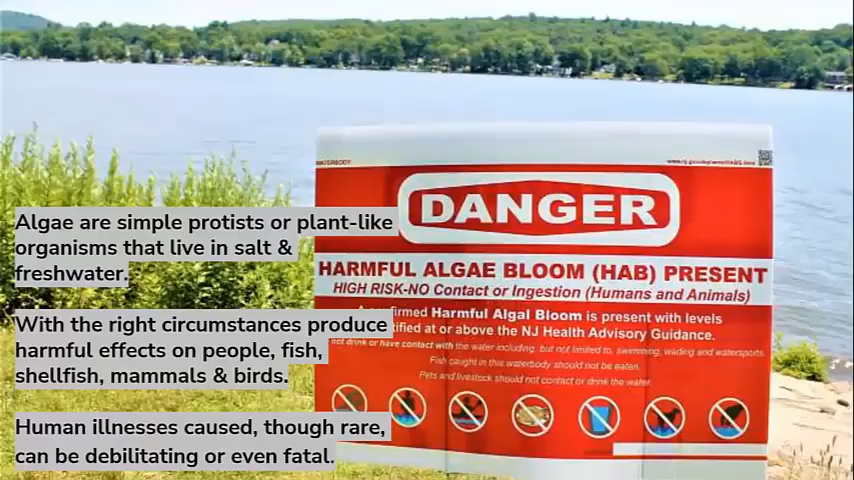 Algae are simple protists or plant-like
organisms that live in salt &
freshwater.
With the right circumstances produce
harmful effects on people, fish,
shellfish, mammals & birds.
Human illnesses caused, though rare,
can be debilitating or even fatal.
DANGER
HARMFUL ALGAE BLOOM (HAB) PRESENT
HIGH RISK-NO Contact or Ingestion (Humans and Animals)
Harmful Algal Bloom is present with levels
at or above the NJ Health Advisory Guidance.
not drink or have contact with the water including, but not limited to, swimming, wading and watersports.
Fish caught in this waterbody should not be eaten.
Pets and livestock should not contact or drink the water.